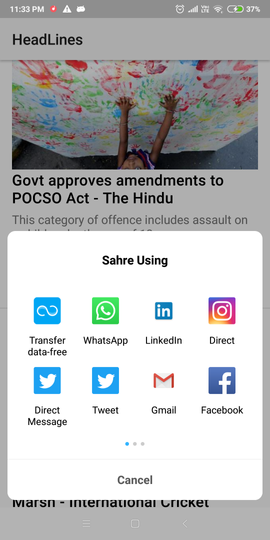 11:33 PM
37%
HeadLines
Govt approves amendments to
POCSO Act - The Hindu
This category of offence includes assault on
Sahre Using
Transfer
data-free
WhatsApp
LinkedIn
Direct
Direct
Message
Tweet
Gmail
Facebook
Cancel
Marsh - International Cricket